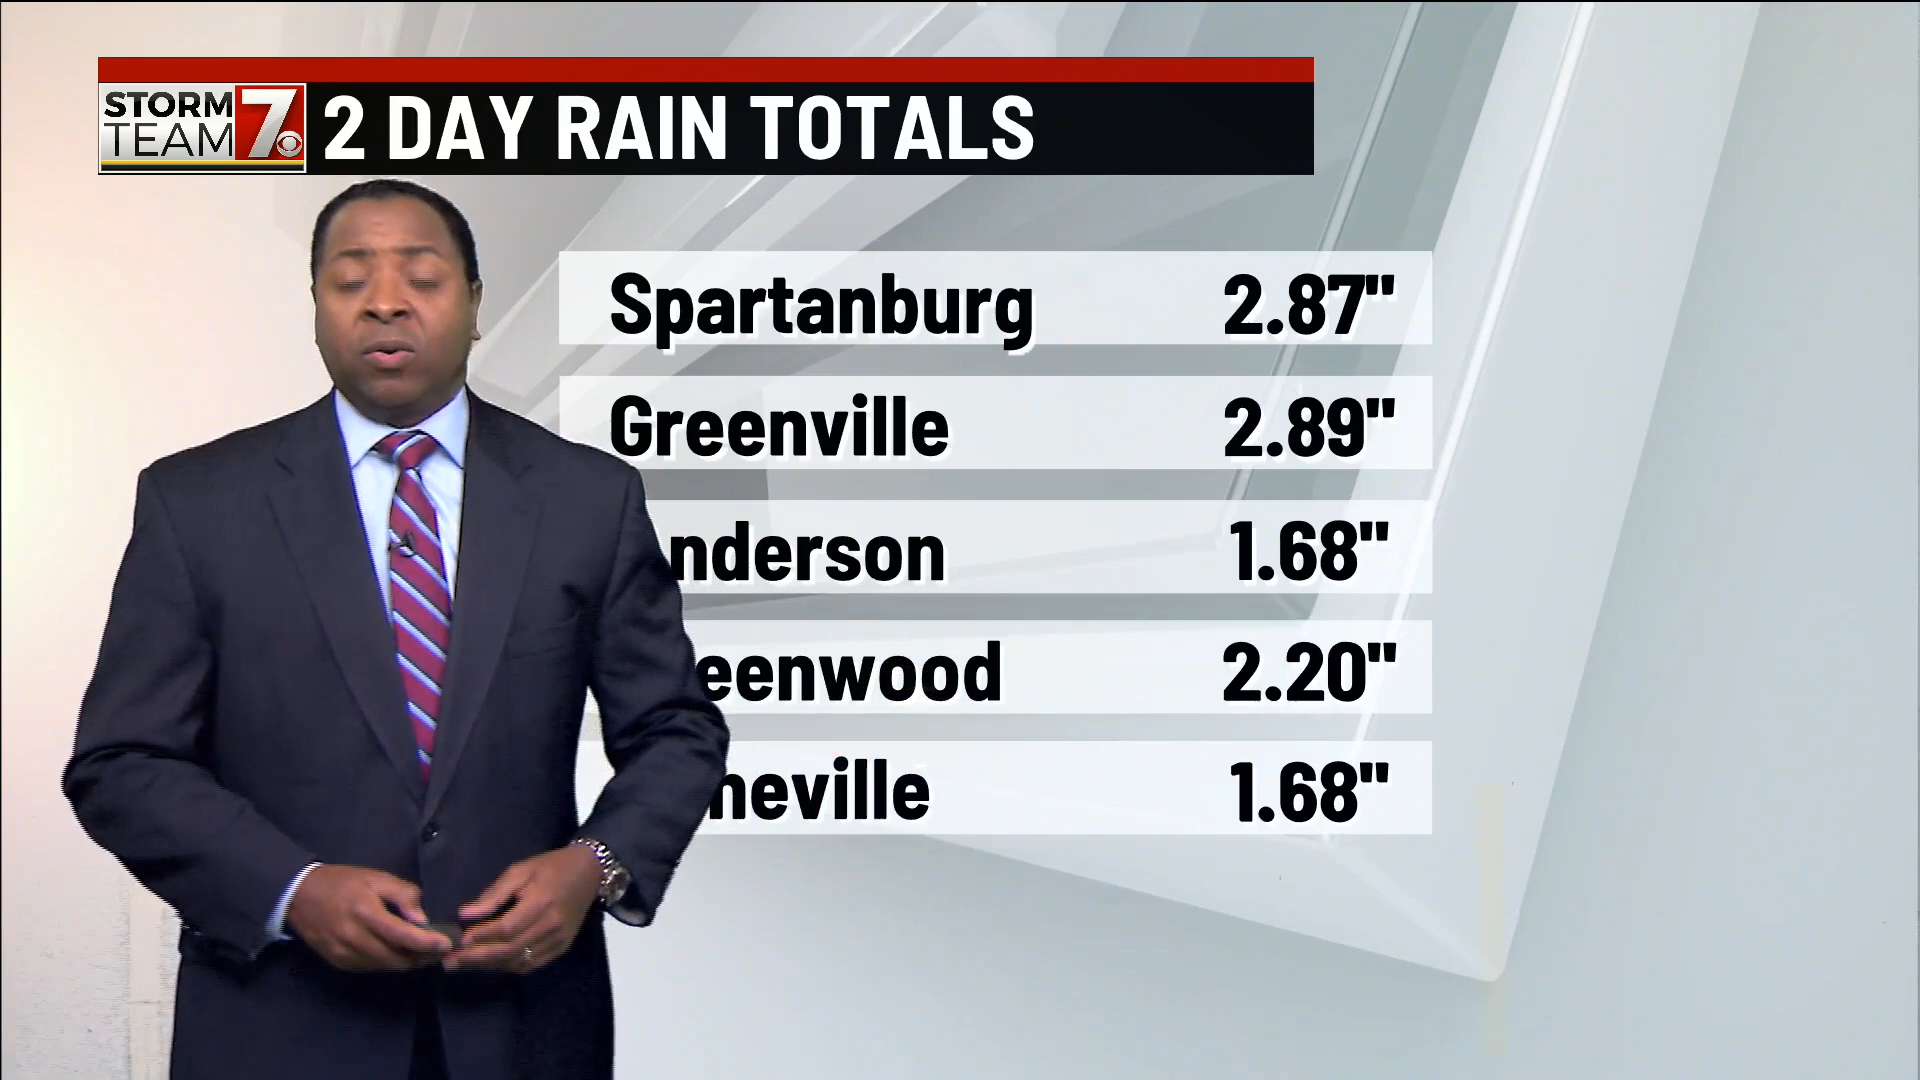 STORM TEAM 7
2 DAY RAIN TOTALS
Spartanburg 2.87"
Greenville 2.89"
nderson 1.68"
eenwood 2.20"
heville 1.68"